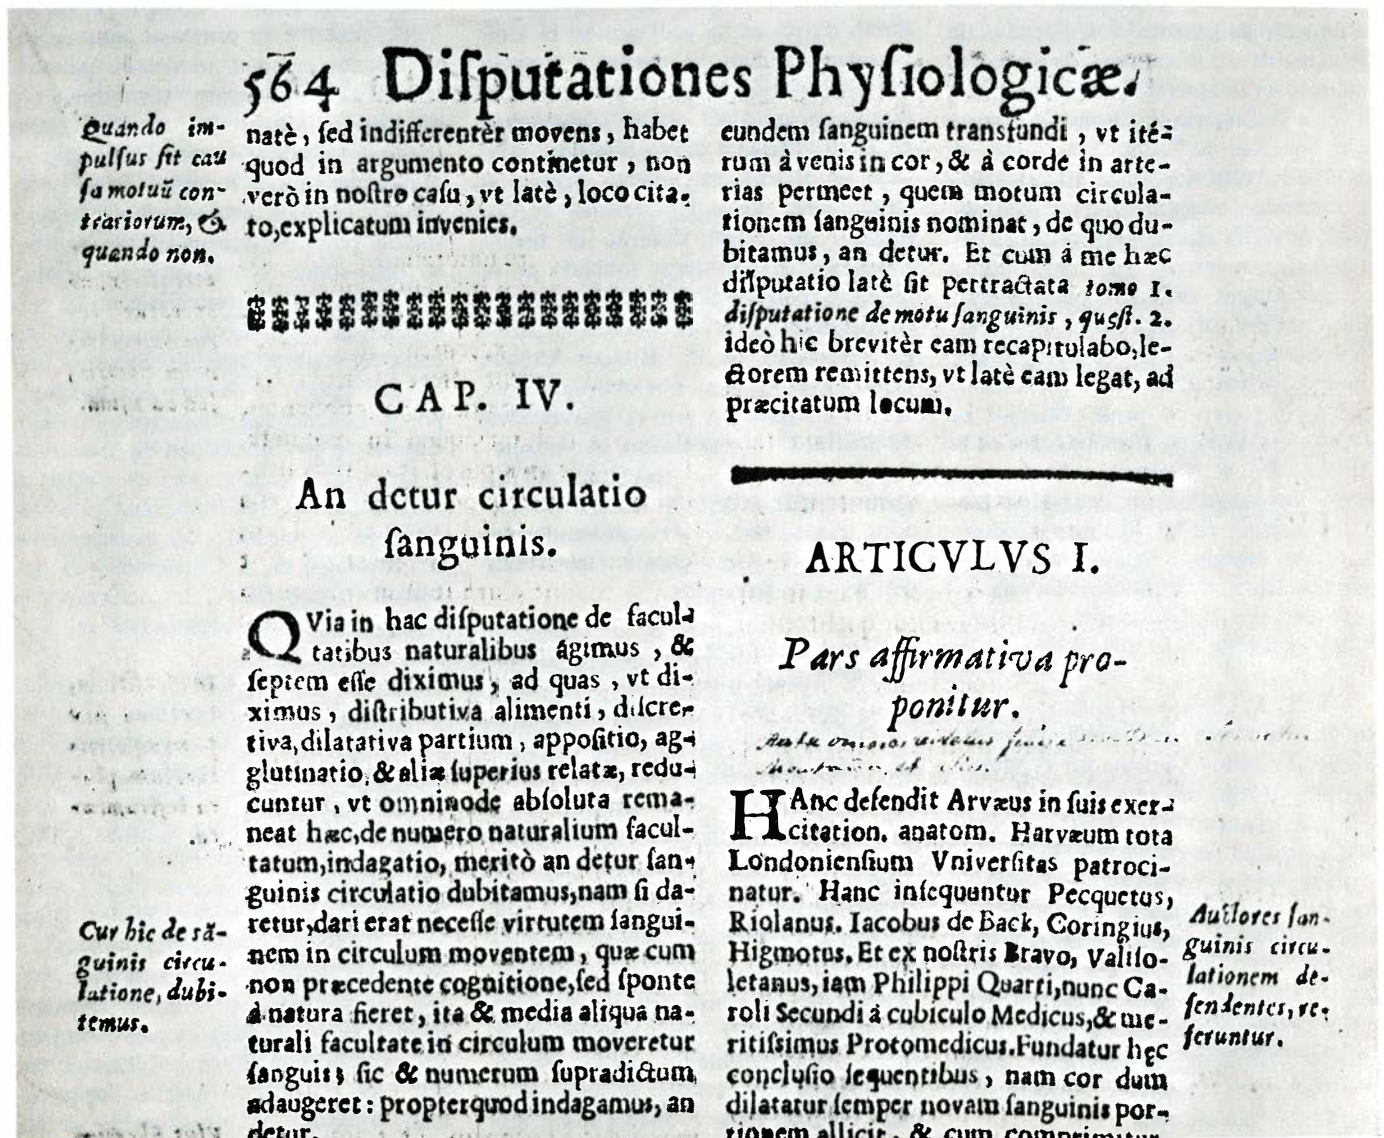 564 Diſputationes Phyſiologicæ.
Quando im-
pulſus fit cau
ſa motuũ con-
trariorum, &
quando non.
natè, ſed indifferentèr movens, habet
quod in argumento continetur, non
verò in noſtro caſu, vt latè, loco cita-
to, explicatum invenies.
CAP. IV.
An detur circulatio
ſanguinis.
QVia in hac diſputatione de facul-
tatibus naturalibus agimus, &
ſeptem eſſe diximus, ad quas, vt di-
ximus, diſtributiva alimenti, diſcre-
tiva, dilatativa partium, appoſitio, ag-
glutinatio, & aliæ ſuperius relatæ, redu-
cuntur, vt omnimode abſoluta rema-
neat hæc, de numero naturalium facul-
tatum, indagatio, meritò an detur ſan-
guinis circulatio dubitamus, nam ſi da-
retur, dari erat neceſſe virtutem ſangui-
nem in circulum moventem, quæ cum
non præcedente cognitione, ſed ſponte
á natura fieret, ita & media aliqua na-
turali facultate in circulum moveretur
ſanguis; ſic & numerum ſupradictum
adaugeret: propter quod indagamus, an
detur.
Cur hic de sã-
guinis circu-
latione, dubi-
temus.
eundem ſanguinem transfundi, vt ite-
rum à venis in cor, & à corde in arte-
rias permeet, quem motum circula-
tionem ſanguinis nominat, de quo du-
bitamus, an detur. Et cum à me hæc
diſputatio latè ſit pertractata tomo 1.
diſputatione de motu ſanguinis, quęſt. 2.
ideò hic brevitèr eam recapitulabo, le-
ctorem remittens, vt latè eam legat, ad
præcitatum locum.
ARTICVLVS I.
Pars affirmativa pro-
ponitur.
HAnc defendit Arvæus in ſuis exer-
citation. anatom. Harvæum tota
Londonienſium Vniverſitas patroci-
natur. Hanc inſequuntur Pecquetus,
Riolanus. Iacobus de Back, Coringius,
Higmotus. Et ex noſtris Bravo, Valiſo-
letanus, iam Philippi Quarti, nunc Ca-
roli Secundi á cubiculo Medicus, & me-
ritiſsimus Protomedicus. Fundatur hęc
concluſio ſequentibus, nam cor dum
dilatatur ſemper novam ſanguinis por-
tionem allicit, & cum comprimitur
Auctores ſan-
guinis circu-
lationem de-
fendentes, re-
feruntur.